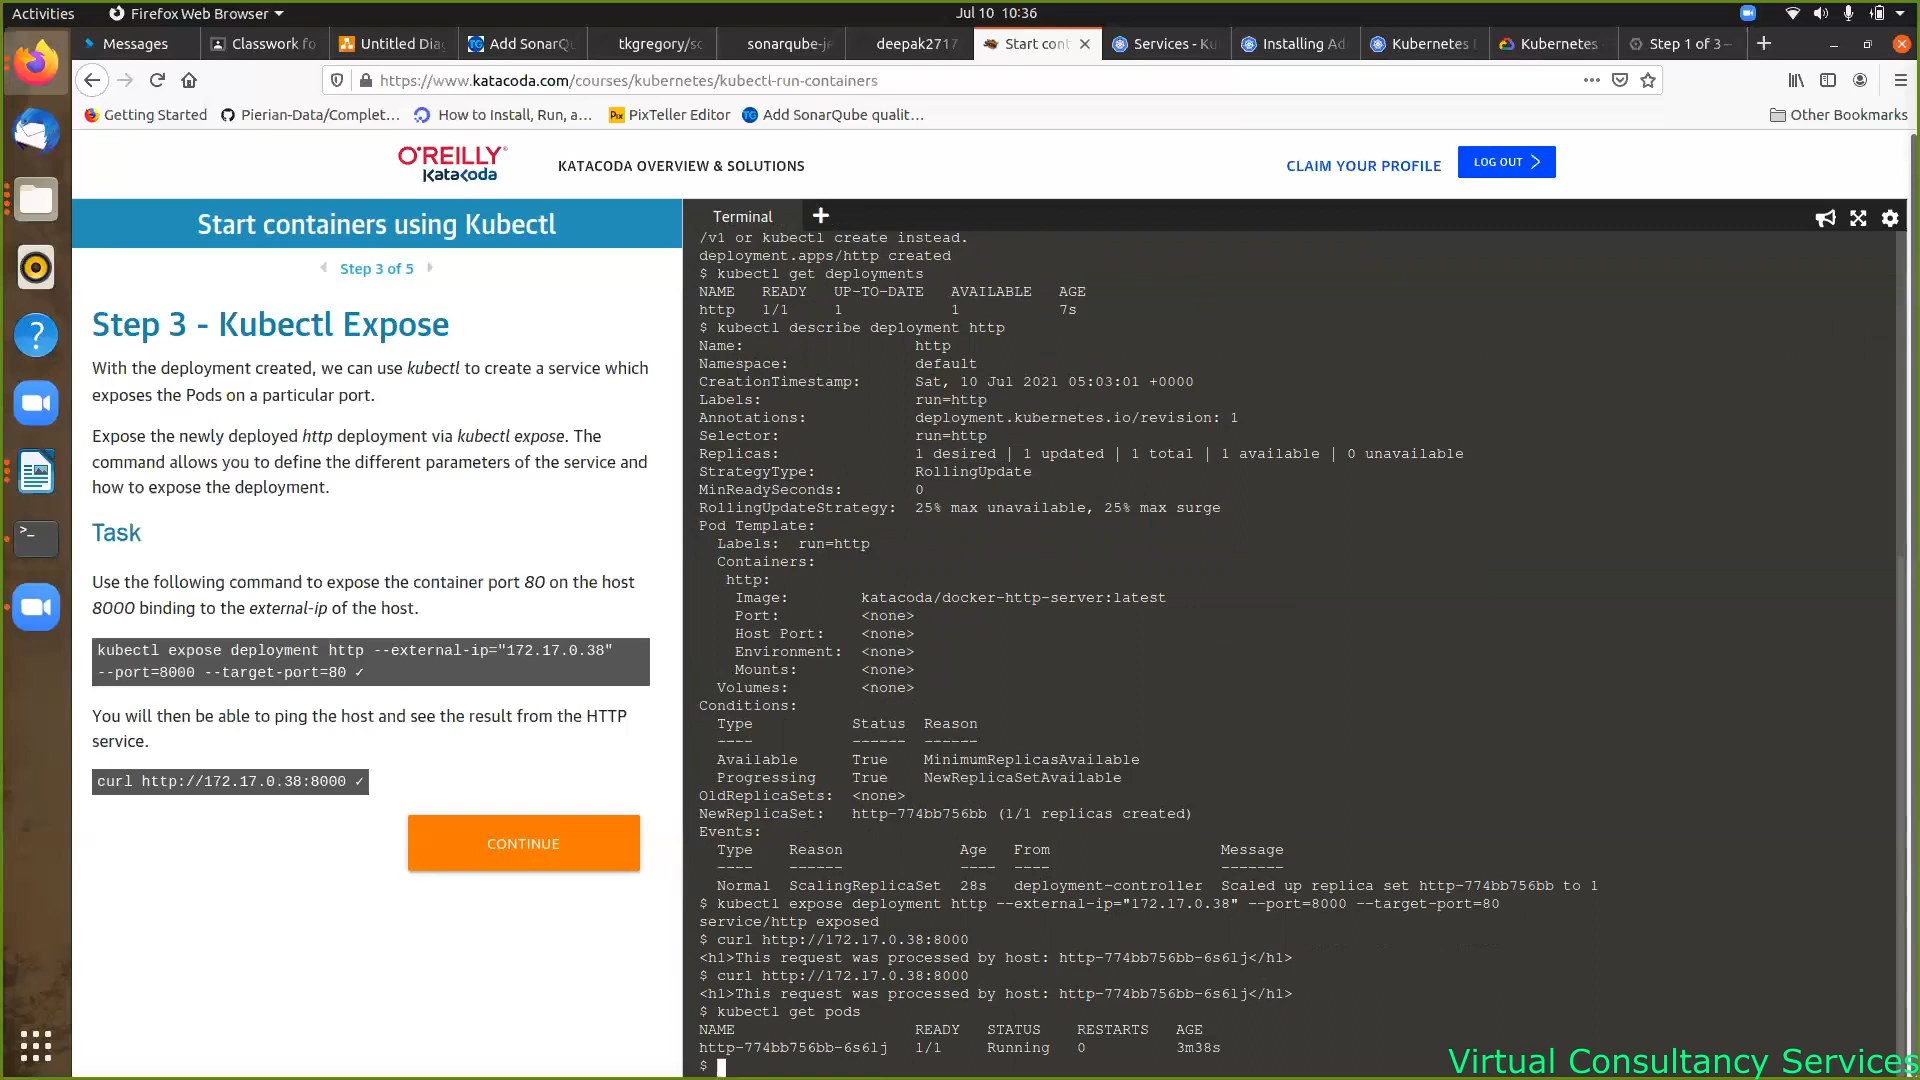 Activities
Firefox Web Browser
Jul 10 10:36
Messages
Classwork fo
Untitled Dia
Add SonarQu
tkgregory/so
sonarqube-je
deepak2717
Start cont
Services - Ku
Installing Ad
Kubernetes
Kubernetes
Step 1 of 3 –
https://www.katacoda.com/courses/kubernetes/kubectl-run-containers
Getting Started
Pierian-Data/Complet…
How to Install, Run, a…
Pix
PixTeller Editor
TG
Add SonarQube qualit…
Other Bookmarks
O'REILLY
Katacoda
KATACODA OVERVIEW & SOLUTIONS
CLAIM YOUR PROFILE
LOG OUT
Start containers using Kubectl
Step 3 of 5
Step 3 - Kubectl Expose
With the deployment created, we can use kubectl to create a service which
exposes the Pods on a particular port.
Expose the newly deployed http deployment via kubectl expose. The
command allows you to define the different parameters of the service and
how to expose the deployment.
Task
Use the following command to expose the container port 80 on the host
8000 binding to the external-ip of the host.
kubectl expose deployment http --external-ip="172.17.0.38"
--port=8000 --target-port=80 ✓
You will then be able to ping the host and see the result from the HTTP
service.
curl http://172.17.0.38:8000 ✓
CONTINUE
Terminal
/v1 or kubectl create instead.
deployment.apps/http created
$ kubectl get deployments
NAME READY UP-TO-DATE AVAILABLE AGE
http 1/1 1 1 7s
$ kubectl describe deployment http
Name: http
Namespace: default
CreationTimestamp: Sat, 10 Jul 2021 05:03:01 +0000
Labels: run=http
Annotations: deployment.kubernetes.io/revision: 1
Selector: run=http
Replicas: 1 desired | 1 updated | 1 total | 1 available | 0 unavailable
StrategyType: RollingUpdate
MinReadySeconds: 0
RollingUpdateStrategy: 25% max unavailable, 25% max surge
Pod Template:
Labels: run=http
Containers:
http:
Image: katacoda/docker-http-server:latest
Port: <none>
Host Port: <none>
Environment: <none>
Mounts: <none>
Volumes: <none>
Conditions:
Type Status Reason
---- ------ ------
Available True MinimumReplicasAvailable
Progressing True NewReplicaSetAvailable
OldReplicaSets: <none>
NewReplicaSet: http-774bb756bb (1/1 replicas created)
Events:
Type Reason Age From Message
---- ------ ---- ---- -------
Normal ScalingReplicaSet 28s deployment-controller Scaled up replica set http-774bb756bb to 1
$ kubectl expose deployment http --external-ip="172.17.0.38" --port=8000 --target-port=80
service/http exposed
$ curl http://172.17.0.38:8000
<h1>This request was processed by host: http-774bb756bb-6s6lj</h1>
$ curl http://172.17.0.38:8000
<h1>This request was processed by host: http-774bb756bb-6s6lj</h1>
$ kubectl get pods
NAME READY STATUS RESTARTS AGE
http-774bb756bb-6s6lj 1/1 Running 0 3m38s
$
Virtual Consultancy Services